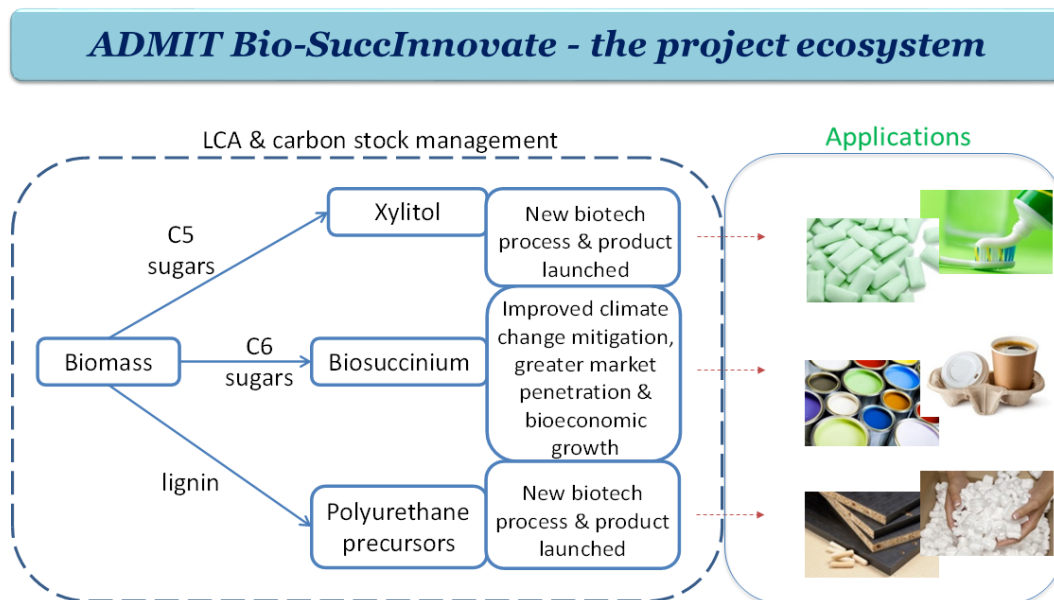 ADMIT Bio-SuccInnovate - the project ecosystem
LCA & carbon stock management
Applications
C5
sugars
Xylitol
New biotech
process & product
launched
Biomass
C6
sugars
Biosuccinium
Improved climate
change mitigation,
greater market
penetration &
bioeconomic
growth
lignin
Polyurethane
precursors
New biotech
process & product
launched